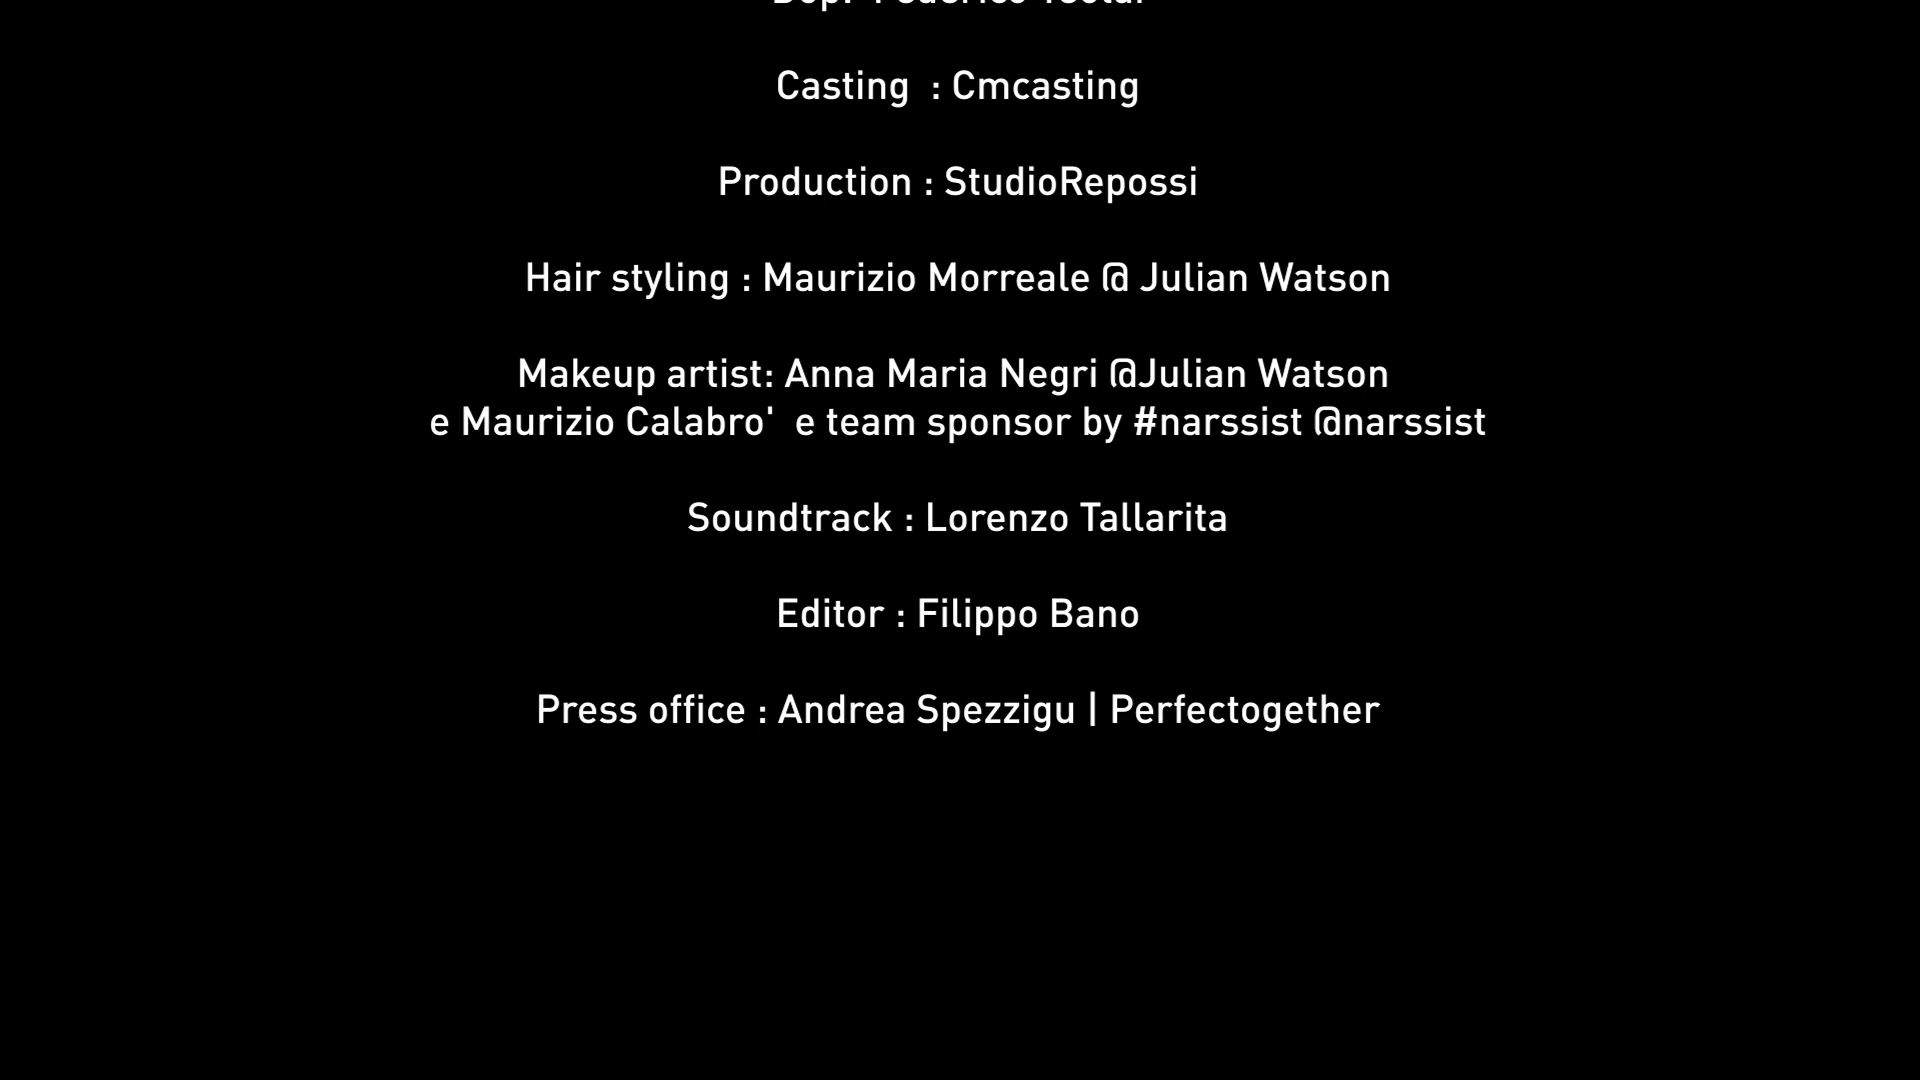 Casting  : Cmcasting
Production : StudioRepossi
Hair styling : Maurizio Morreale @ Julian Watson
Makeup artist: Anna Maria Negri @Julian Watson
e Maurizio Calabro'  e team sponsor by #narssist @narssist
Soundtrack : Lorenzo Tallarita
Editor : Filippo Bano
Press office : Andrea Spezzigu | Perfectogether